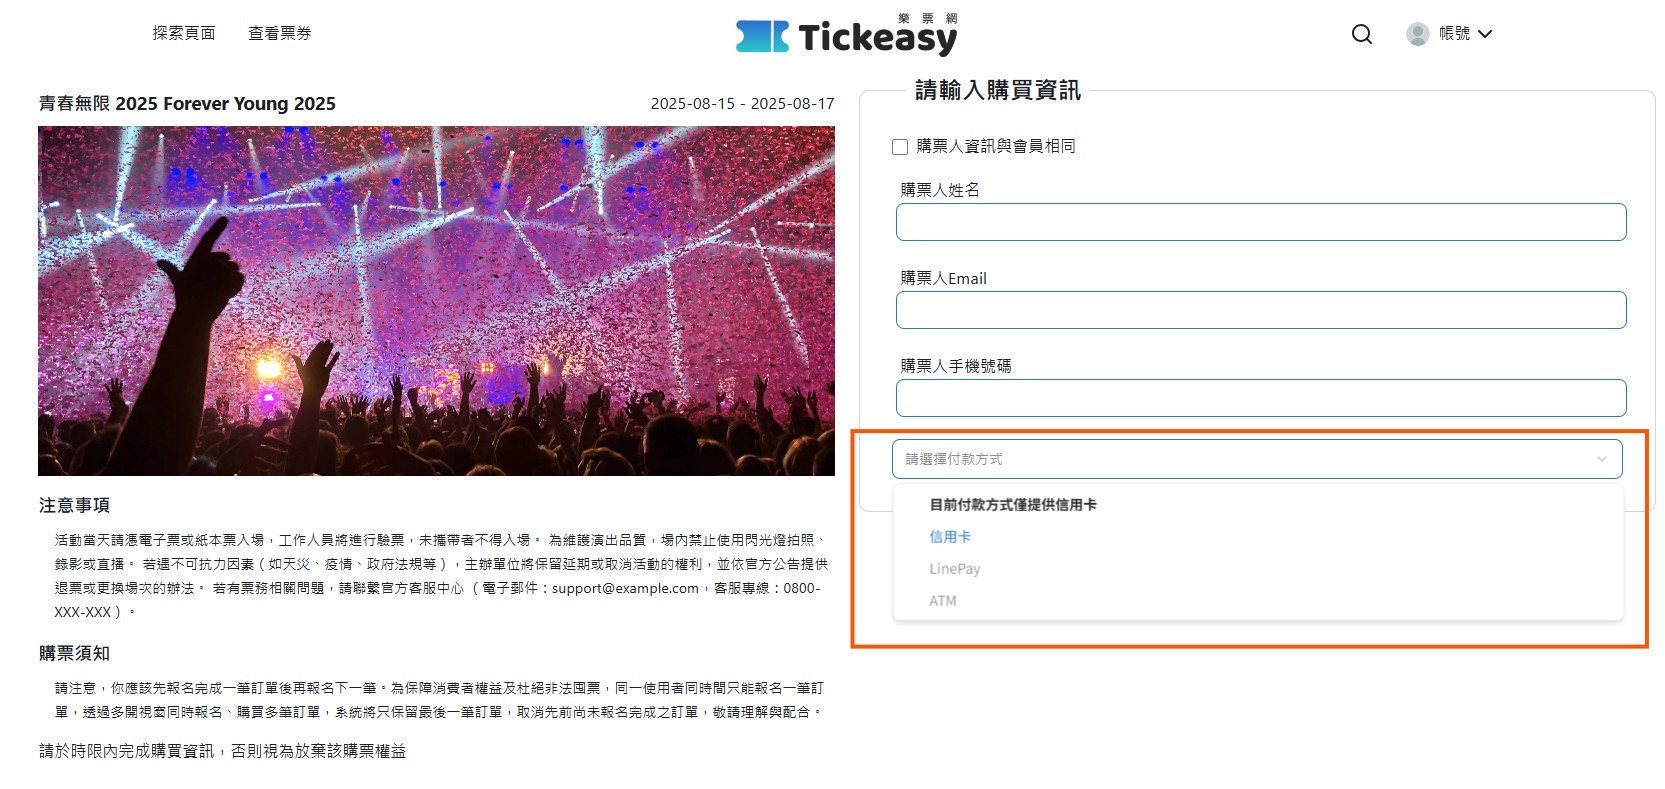 探索頁面
查看票券
樂票網
Tickeasy
帳號
青春無限 2025 Forever Young 2025
2025-08-15 - 2025-08-17
注意事項
活動當天請憑電子票或紙本票入場，工作人員將進行驗票，未攜帶者不得入場。 為維護演出品質，場內禁止使用閃光燈拍照、
錄影或直播。 若遇不可抗力因素（如天災、疫情、政府法規等），主辦單位將保留延期或取消活動的權利，並依官方公告提供
退票或更換場次的辦法。 若有票務相關問題，請聯繫官方客服中心 （電子郵件：support@example.com，客服專線：0800-
XXX-XXX ）。
購票須知
請注意，你應該先報名完成一筆訂單後再報名下一筆。為保障消費者權益及杜絕非法囤票，同一使用者同時間只能報名一筆訂
單，透過多開視窗同時報名、購買多筆訂單，系統將只保留最後一筆訂單，取消先前尚未報名完成之訂單，敬請理解與配合。
請於時限內完成購買資訊，否則視為放棄該購票權益
請輸入購買資訊
購票人資訊與會員相同
購票人姓名
購票人Email
購票人手機號碼
請選擇付款方式
目前付款方式僅提供信用卡
信用卡
LinePay
ATM